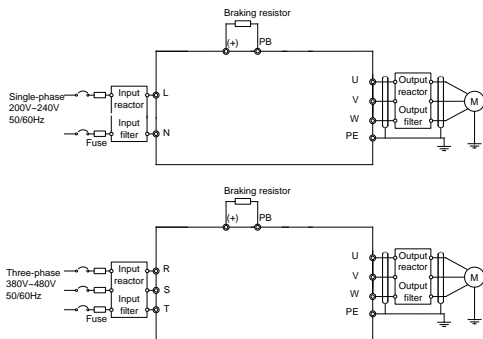 Braking resistor
(+) PB
Single-phase
200V~240V
50/60Hz
Input
reactor
Input
filter
Fuse
L
N
U
V
W
PE
Output
reactor
Output
filter
M
Braking resistor
(+) PB
Three-phase
380V~480V
50/60Hz
Input
reactor
Input
filter
Fuse
R
S
T
U
V
W
PE
Output
reactor
Output
filter
M